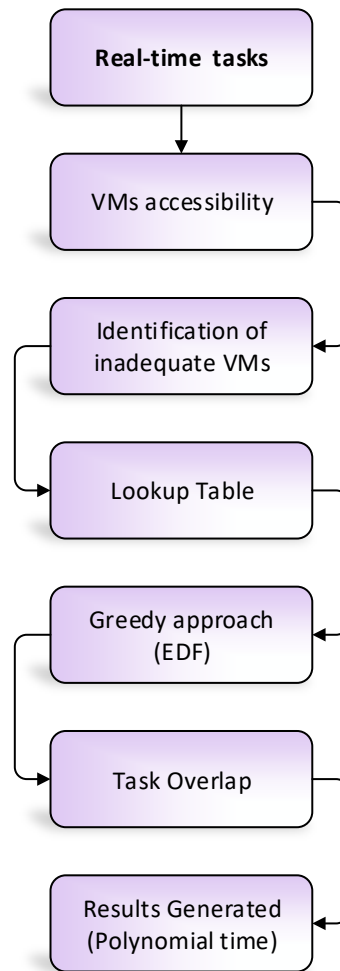 Real-time tasks
VMs accessibility
Identification of
inadequate VMs
Lookup Table
Greedy approach
(EDF)
Task Overlap
Results Generated
(Polynomial time)